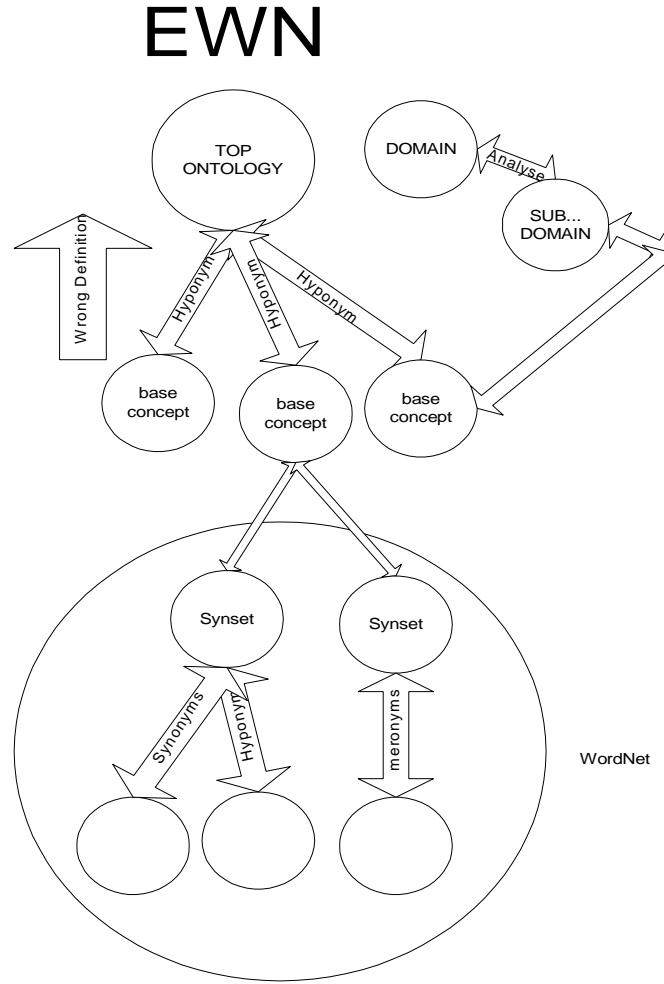 EWN
TOP
ONTOLOGY
DOMAIN
Analyse
SUB...
DOMAIN
Wrong Definition
Hyponym
Hyponym
Hyponym
base
concept
base
concept
base
concept
Synset
Synset
Synonyms
Hyponym
meronyms
WordNet